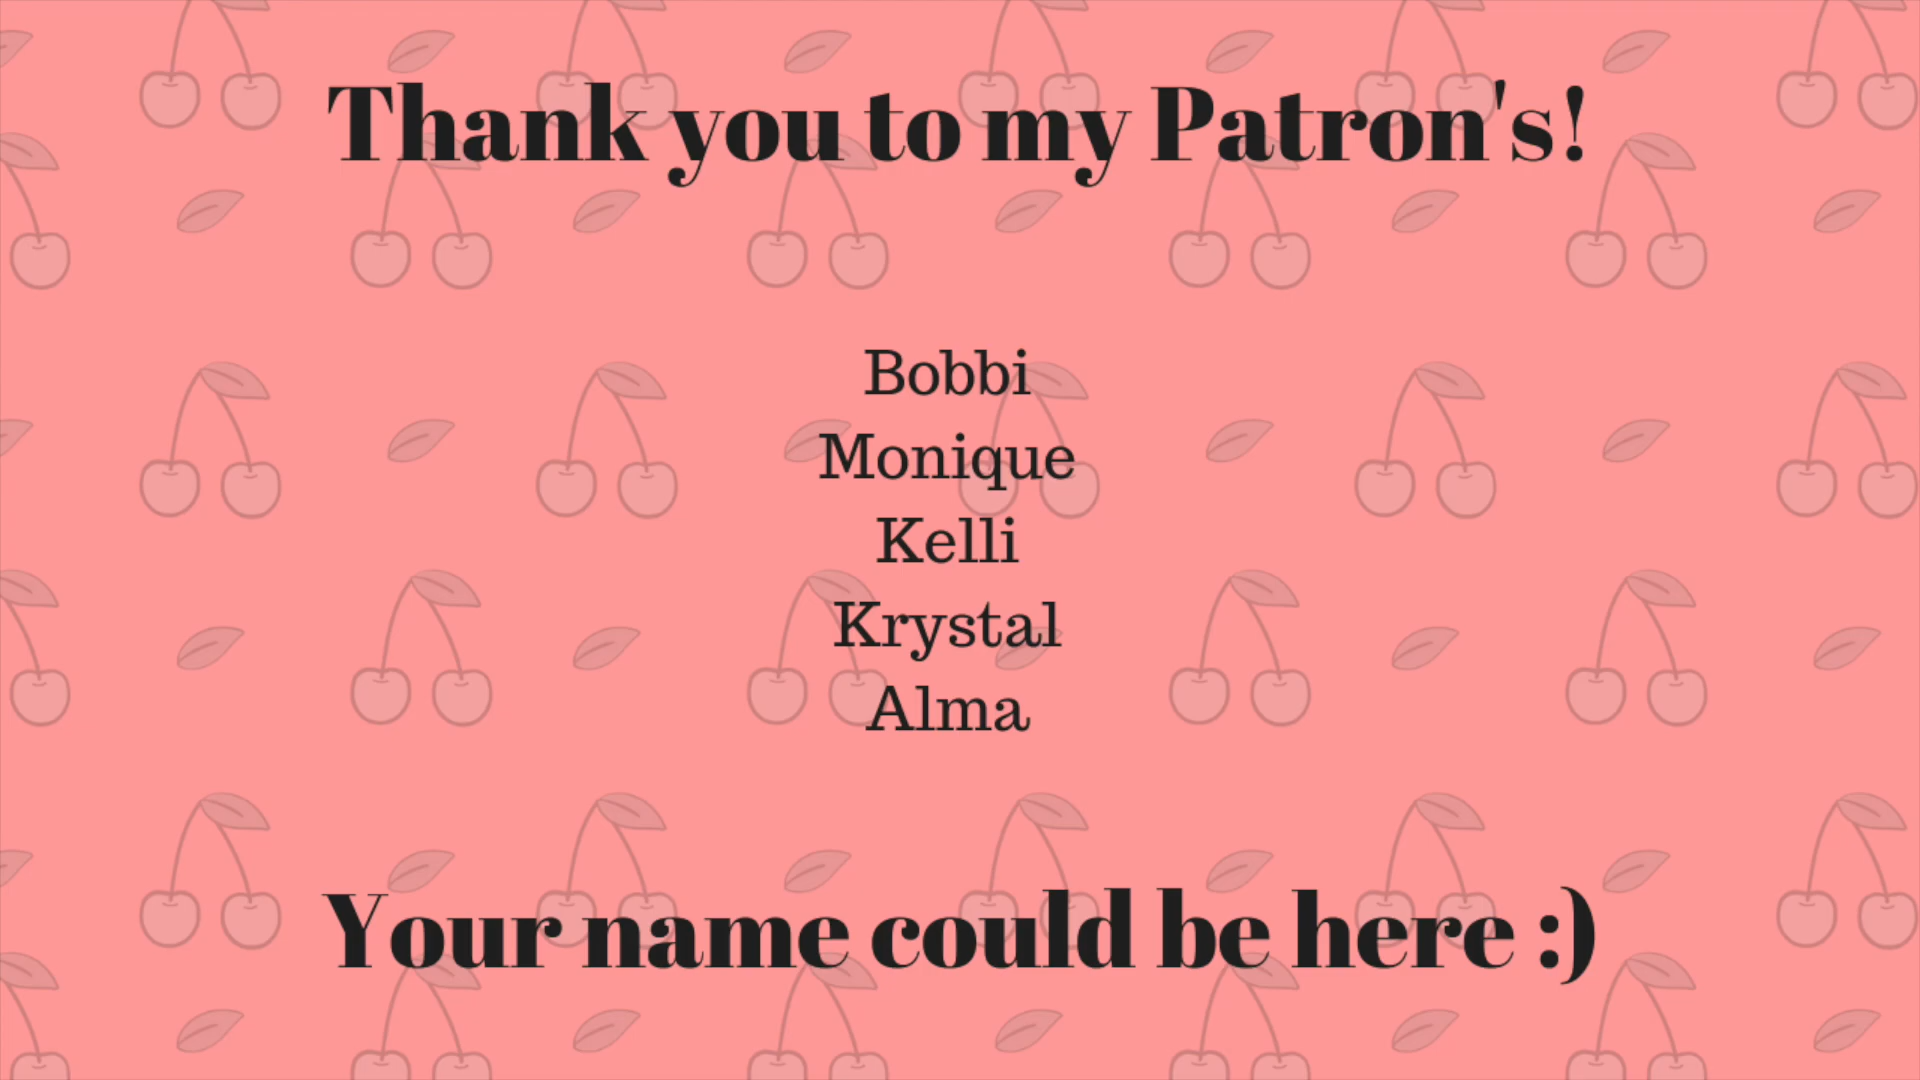 Thank you to my Patron's!
Bobbi
Monique
Kelli
Krystal
Alma
Your name could be here :)